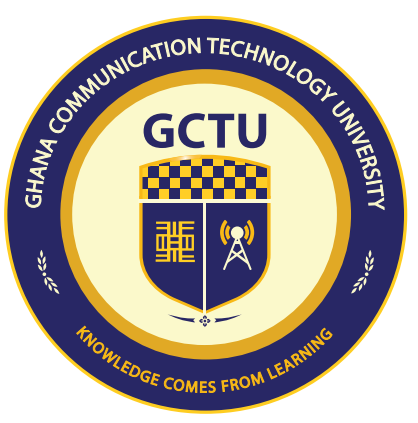 GHANA COMMUNICATION TECHNOLOGY UNIVERSITY
GCTU
KNOWLEDGE COMES FROM LEARNING